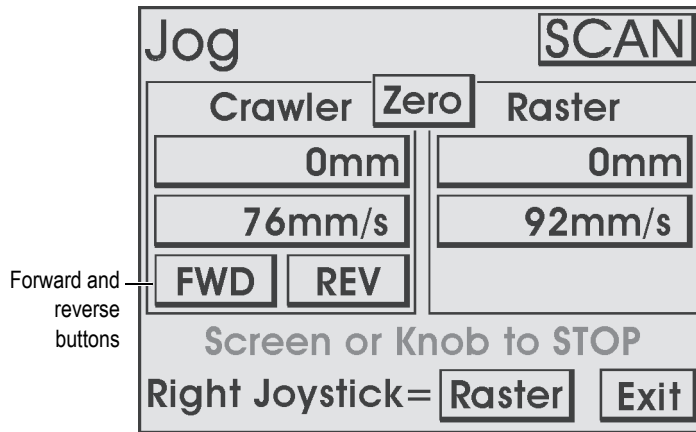 Jog SCAN
Crawler Zero Raster
0mm 0mm
76mm/s 92mm/s
FWD REV
Forward and
reverse
buttons
Screen or Knob to STOP
Right Joystick= Raster Exit